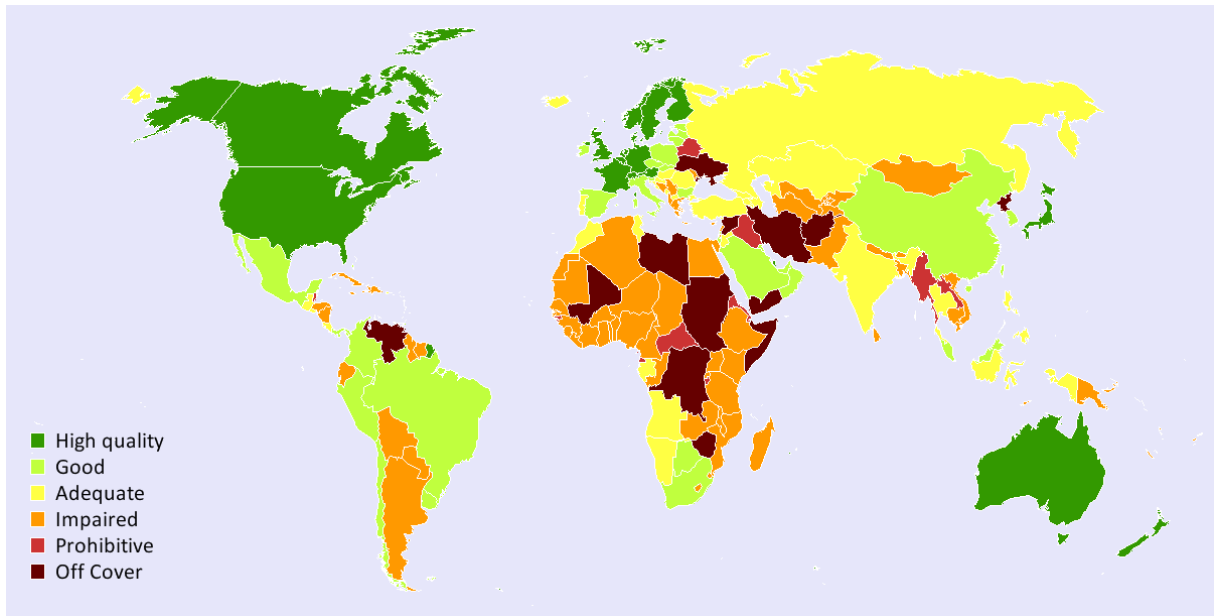 High quality
Good
Adequate
Impaired
Prohibitive
Off Cover